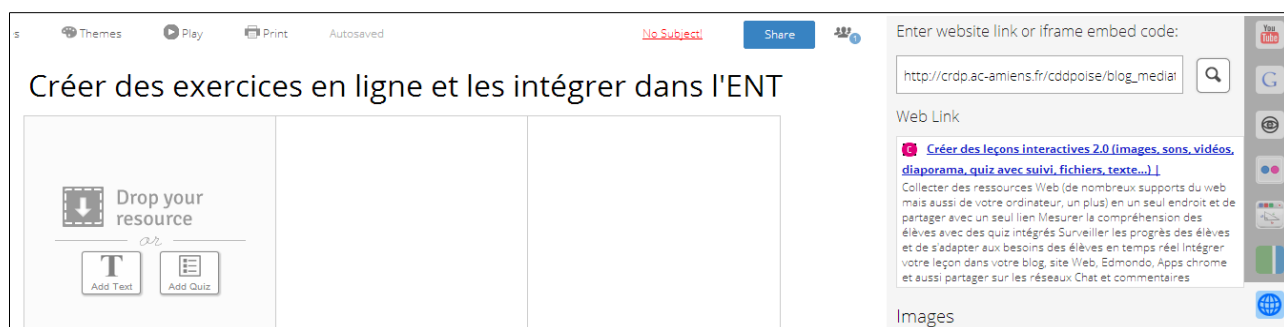 s Themes Play Print Autosaved No Subject! Share 1
Créer des exercices en ligne et les intégrer dans l'ENT
Drop your
resource
or
T
Add Text Add Quiz
Enter website link or iframe embed code:
http://crdp.ac-amiens.fr/cddpoise/blog_mediat
Web Link
C Créer des leçons interactives 2.0 (images, sons, vidéos,
diaporama, quiz avec suivi, fichiers, texte...) |
Collecter des ressources Web (de nombreux supports du web
mais aussi de votre ordinateur, un plus) en un seul endroit et de
partager avec un seul lien Mesurer la compréhension des
élèves avec des quiz intégrés Surveiller les progrès des élèves
et de s'adapter aux besoins des élèves en temps réel Intégrer
votre leçon dans votre blog, site Web, Edmondo, Apps chrome
et aussi partager sur les réseaux Chat et commentaires
Images
You
Tube
G